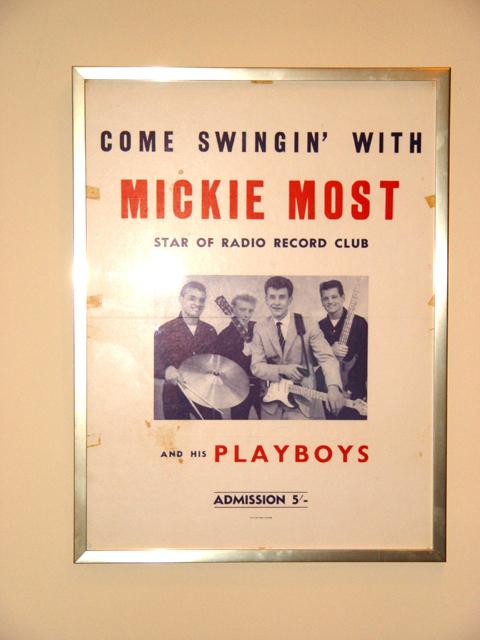 COME SWINGIN' WITH
MICKIE MOST
STAR OF RADIO RECORD CLUB
AND HIS PLAYBOYS
ADMISSION 5/-